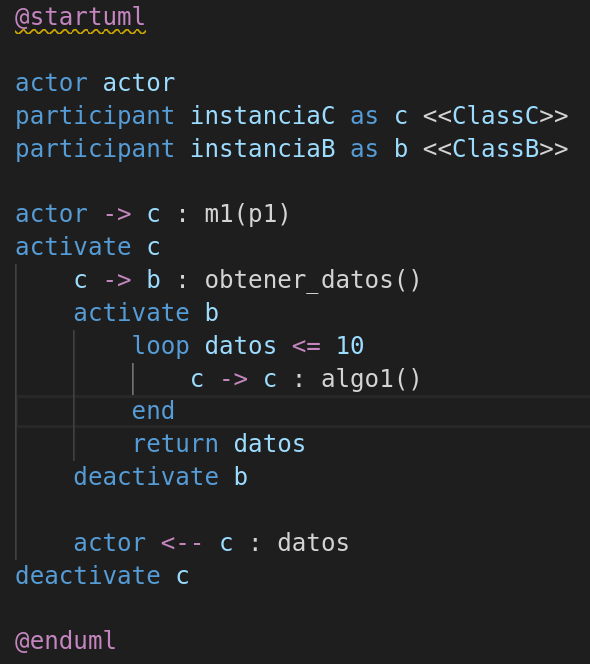 @startuml
actor actor
participant instanciaC as c <<ClassC>>
participant instanciaB as b <<ClassB>>
actor -> c : m1(p1)
activate c
c -> b : obtener_datos()
activate b
loop datos <= 10
c -> c : algo1()
end
return datos
deactivate b
actor <-- c : datos
deactivate c
@enduml